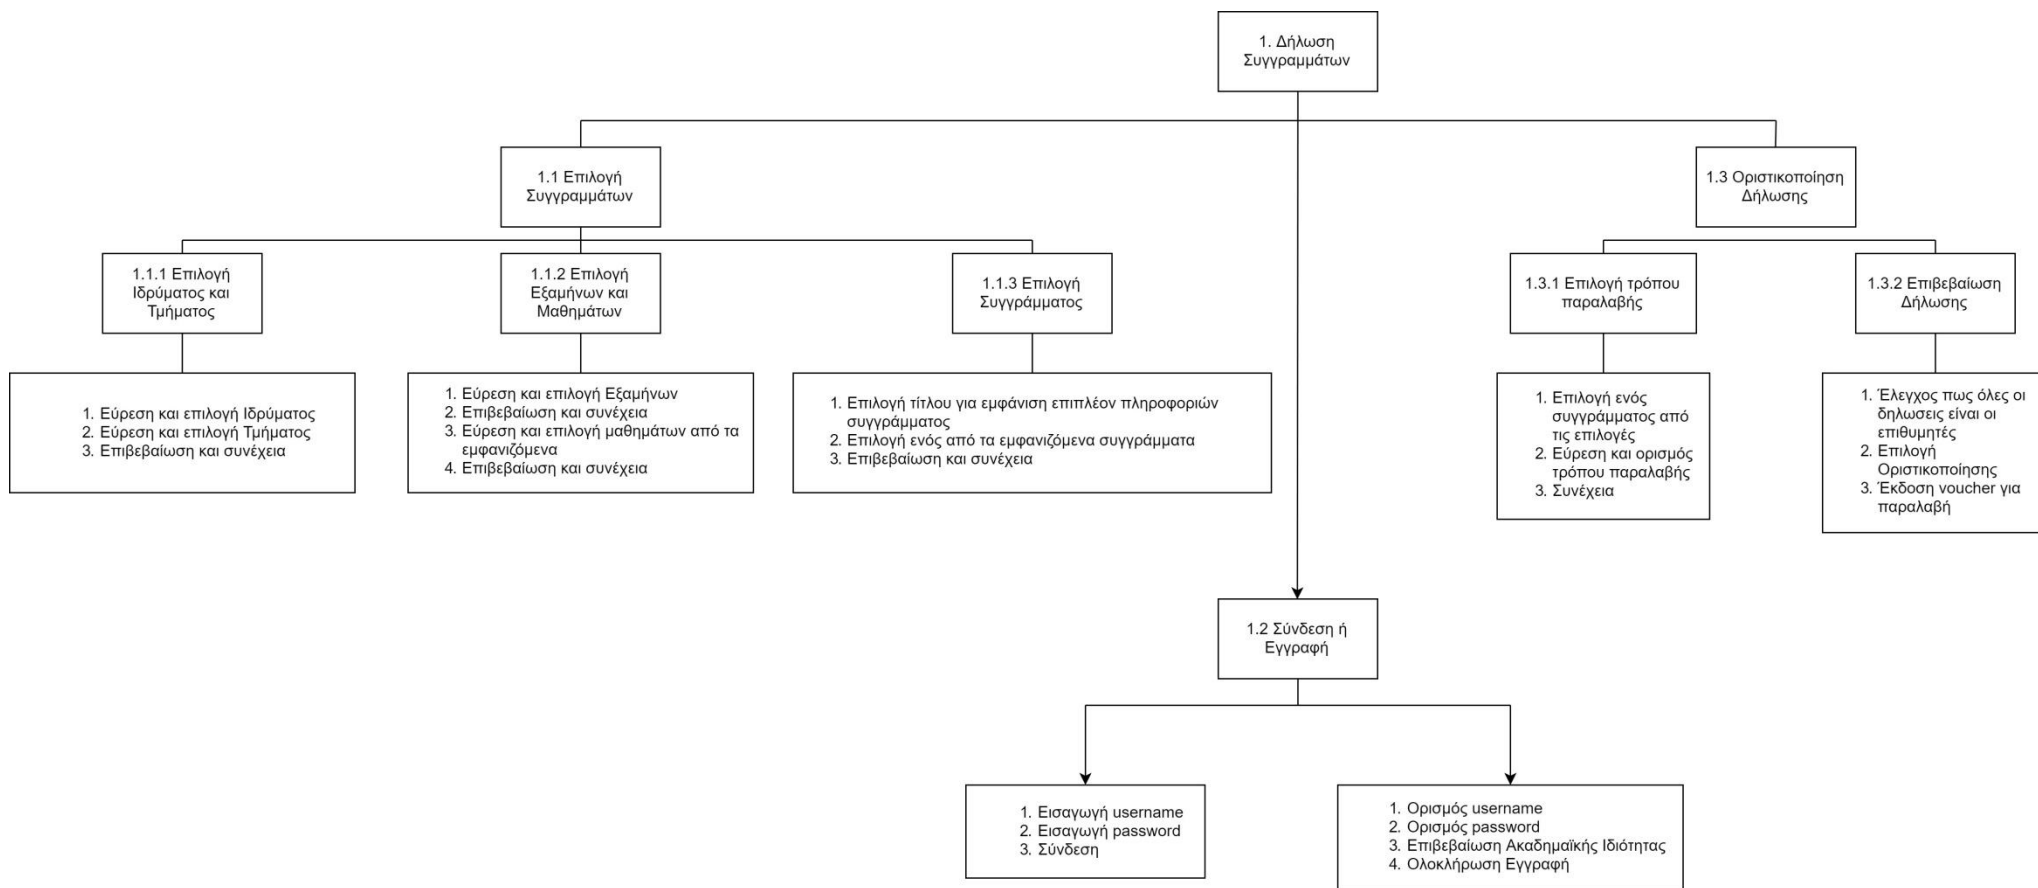 1. Δήλωση
Συγγραμμάτων
1.1 Επιλογή
Συγγραμμάτων
1.3 Οριστικοποίηση
Δήλωσης
1.1.1 Επιλογή
Ιδρύματος και
Τμήματος
1.1.2 Επιλογή
Εξαμήνων και
Μαθημάτων
1.1.3 Επιλογή
Συγγράμματος
1.3.1 Επιλογή τρόπου
παραλαβής
1.3.2 Επιβεβαίωση
Δήλωσης
1. Εύρεση και επιλογή Ιδρύματος
2. Εύρεση και επιλογή Τμήματος
3. Επιβεβαίωση και συνέχεια
1. Εύρεση και επιλογή Εξαμήνων
2. Επιβεβαίωση και συνέχεια
3. Εύρεση και επιλογή μαθημάτων από τα
εμφανιζόμενα
4. Επιβεβαίωση και συνέχεια
1. Επιλογή τίτλου για εμφάνιση επιπλέον πληροφοριών
συγγράμματος
2. Επιλογή ενός από τα εμφανιζόμενα συγγράμματα
3. Επιβεβαίωση και συνέχεια
1. Επιλογή ενός
συγγράμματος από
τις επιλογές
2. Εύρεση και ορισμός
τρόπου παραλαβής
3. Συνέχεια
1. Έλεγχος πως όλες οι
δηλωσεις είναι οι
επιθυμητές
2. Επιλογή
Οριστικοποίησης
3. Έκδοση voucher για
παραλαβή
1.2 Σύνδεση ή
Εγγραφή
1. Εισαγωγή username
2. Εισαγωγή password
3. Σύνδεση
1. Ορισμός username
2. Ορισμός password
3. Επιβεβαίωση Ακαδημαϊκής Ιδιότητας
4. Ολοκλήρωση Εγγραφή